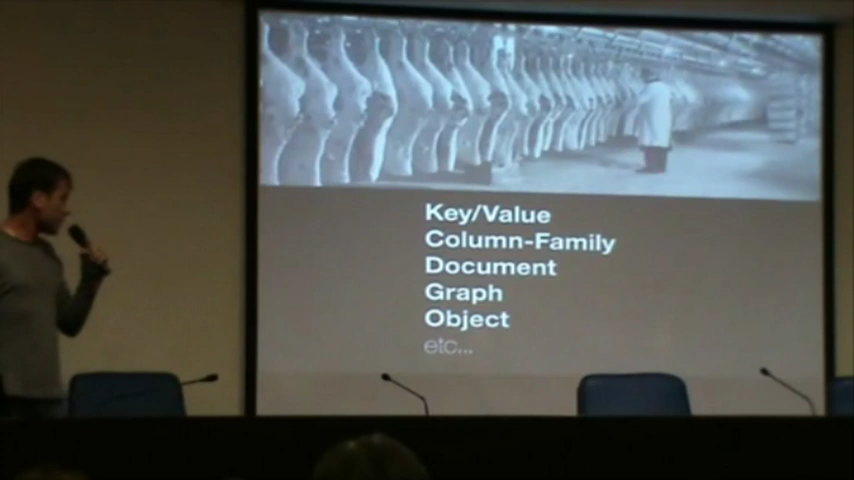 Key/Value
Column-Family
Document
Graph
Object
etc...